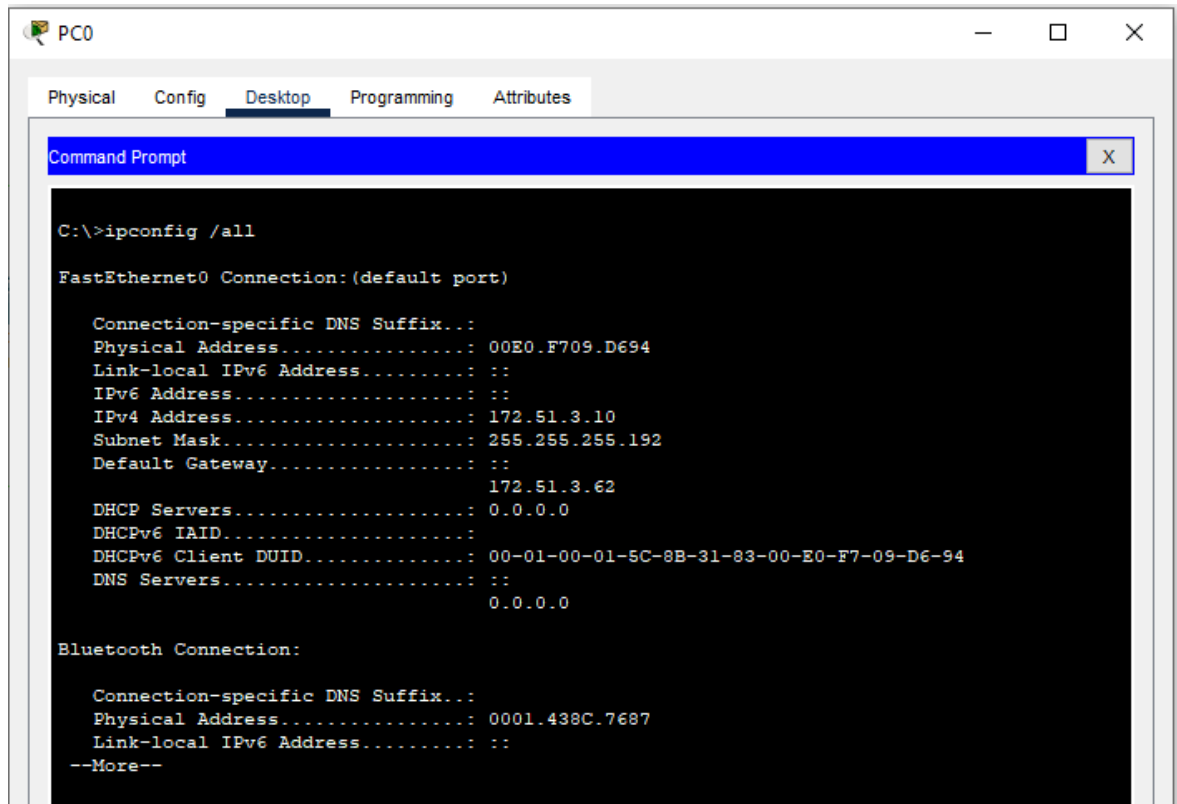 PC0
Physical Config Desktop Programming Attributes
Command Prompt
X
C:\>ipconfig /all
FastEthernet0 Connection:(default port)
Connection-specific DNS Suffix..:
Physical Address................: 00E0.F709.D694
Link-local IPv6 Address.........: ::
IPv6 Address....................: ::
IPv4 Address....................: 172.51.3.10
Subnet Mask.....................: 255.255.255.192
Default Gateway.................: ::
172.51.3.62
DHCP Servers....................: 0.0.0.0
DHCPv6 IAID.....................:
DHCPv6 Client DUID..............: 00-01-00-01-5C-8B-31-83-00-E0-F7-09-D6-94
DNS Servers.....................: ::
0.0.0.0
Bluetooth Connection:
Connection-specific DNS Suffix..:
Physical Address................: 0001.438C.7687
Link-local IPv6 Address.........: ::
--More--